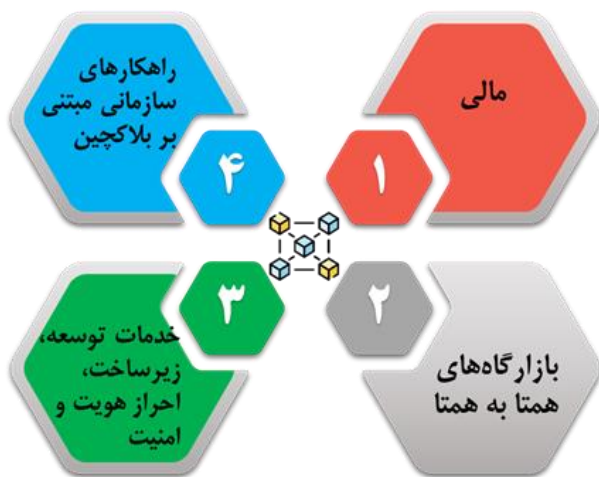 مالی
۱
بازارگاه‌های
همتا به همتا
۲
خدمات توسعه،
زیرساخت،
احراز هویت و
امنیت
۳
راهکارهای
سازمانی مبتنی
بر بلاکچین
۴